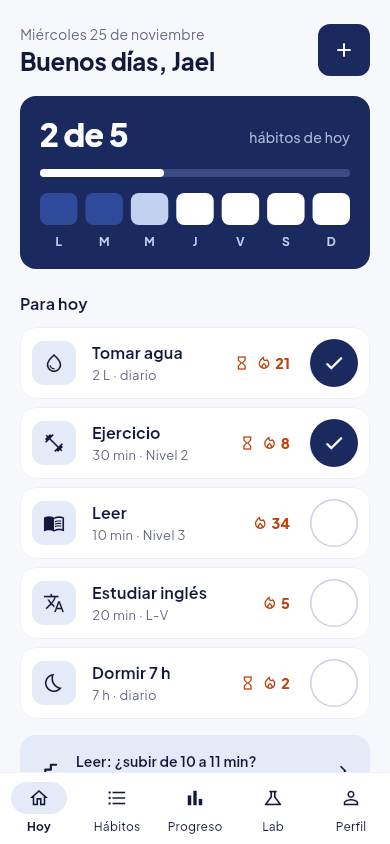 Miércoles 25 de noviembre
Buenos días, Jael
2 de 5
hábitos de hoy
L M M J V S D
Para hoy
Tomar agua
2 L · diario
21
Ejercicio
30 min · Nivel 2
8
Leer
10 min · Nivel 3
34
Estudiar inglés
20 min · L–V
5
Dormir 7 h
7 h · diario
2
Leer: ¿subir de 10 a 11 min?
Hoy Hábitos Progreso Lab Perfil